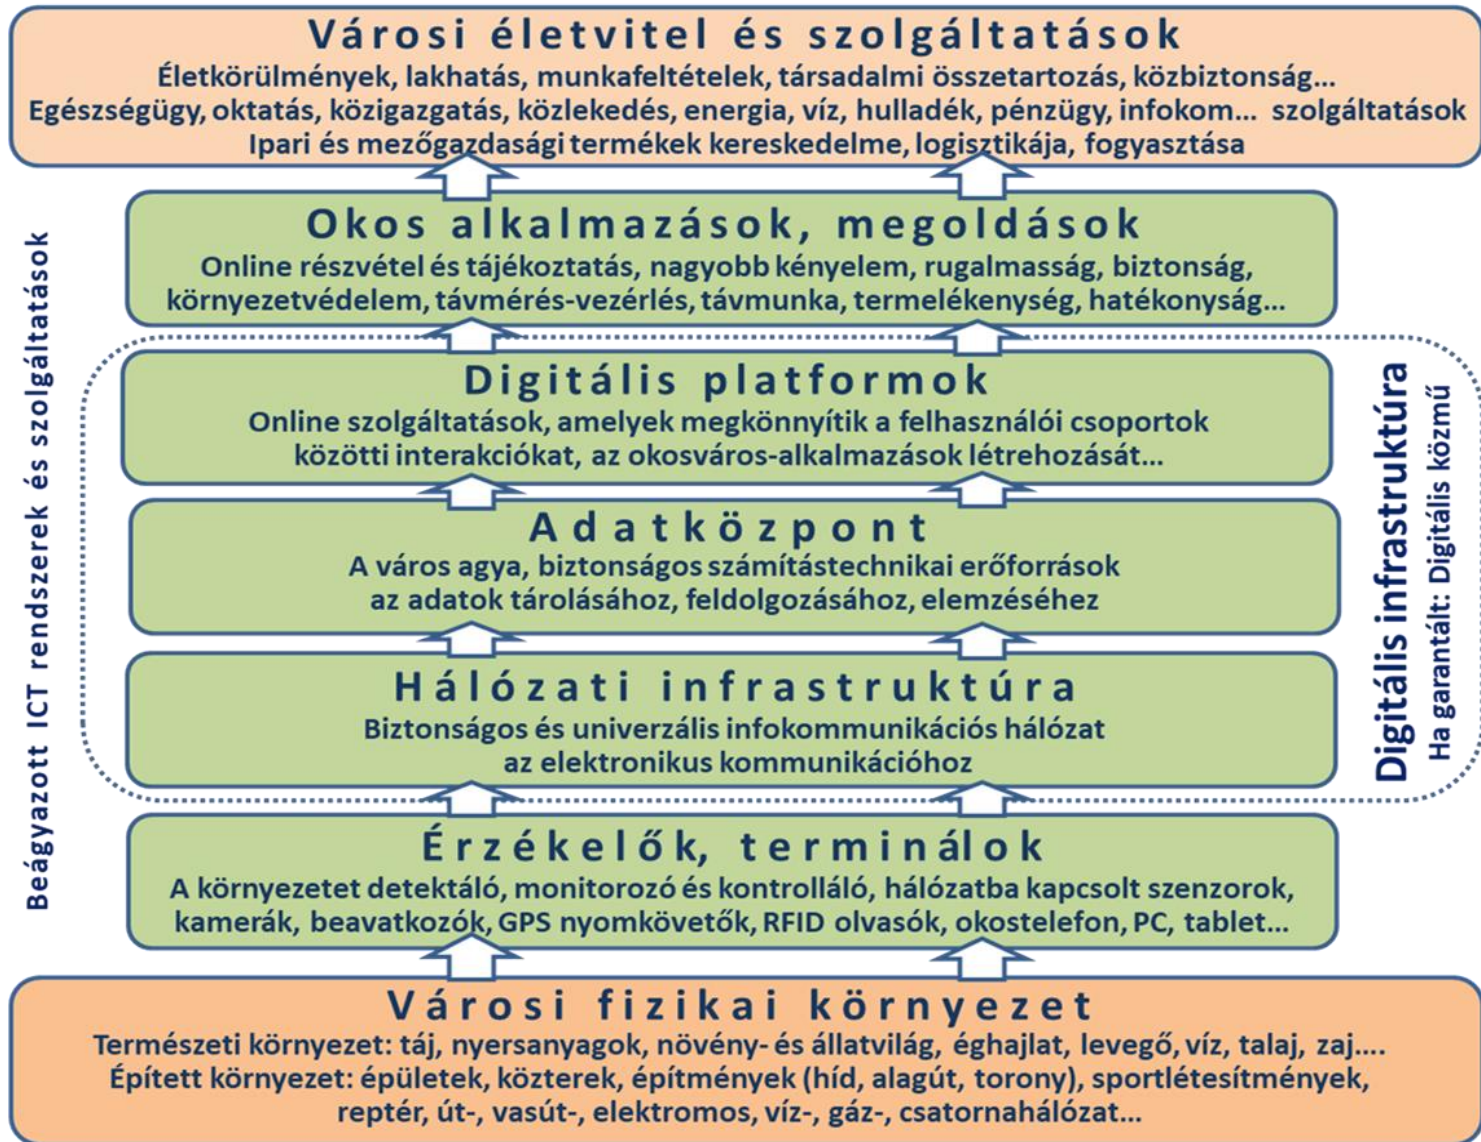 Városi életvitel és szolgáltatások
Életkörülmények, lakhatás, munkafeltételek, társadalmi összetartozás, közbiztonság...
Egészségügy, oktatás, közigazgatás, közlekedés, energia, víz, hulladék, pénzügy, infokom... szolgáltatások
Ipari és mezőgazdasági termékek kereskedelme, logisztikája, fogyasztása
Okos alkalmazások, megoldások
Online részvétel és tájékoztatás, nagyobb kényelem, rugalmasság, biztonság,
környezetvédelem, távmérés-vezérlés, távmunka, termelékenység, hatékonyság...
Digitális platformok
Online szolgáltatások, amelyek megkönnyítik a felhasználói csoportok
közötti interakciókat, az okosváros-alkalmazások létrehozását...
Adatközpont
A város agya, biztonságos számítástechnikai erőforrások
az adatok tárolásához, feldolgozásához, elemzéséhez
Hálózati infrastruktúra
Biztonságos és univerzális infokommunikációs hálózat
az elektronikus kommunikációhoz
Érzékelők, terminálok
A környezetet detektáló, monitorozó és kontrolláló, hálózatba kapcsolt szenzorok,
kamerák, beavatkozók, GPS nyomkövetők, RFID olvasók, okostelefon, PC, tablet...
Városi fizikai környezet
Természeti környezet: táj, nyersanyagok, növény- és állatvilág, éghajlat, levegő, víz, talaj, zaj....
Épített környezet: épületek, közterek, építmények (híd, alagút, torony), sportlétesítmények,
reptér, út-, vasút-, elektromos, víz-, gáz-, csatornahálózat...
Beágyazott ICT rendszerek és szolgáltatások
Digitális infrastruktúra
Ha garantált: Digitális közmű